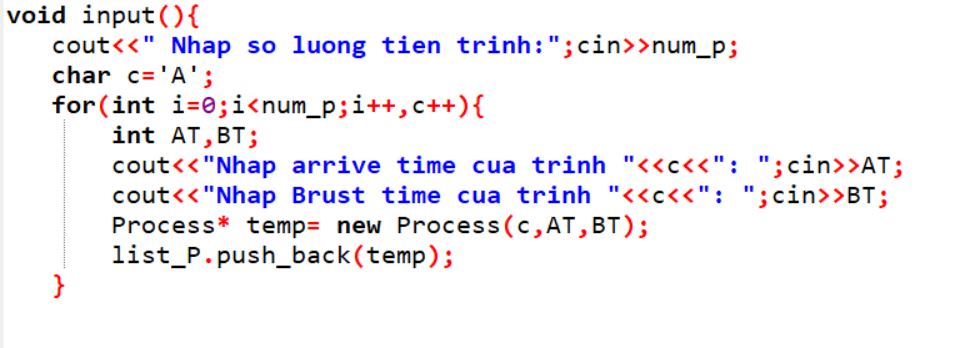 void input(){
cout<<" Nhap so luong tien trinh:";cin>>num_p;
char c='A';
for(int i=0;i<num_p;i++,c++){
int AT,BT;
cout<<"Nhap arrive time cua trinh "<<c<<": ";cin>>AT;
cout<<"Nhap Brust time cua trinh "<<c<<": ";cin>>BT;
Process* temp= new Process(c,AT,BT);
list_P.push_back(temp);
}